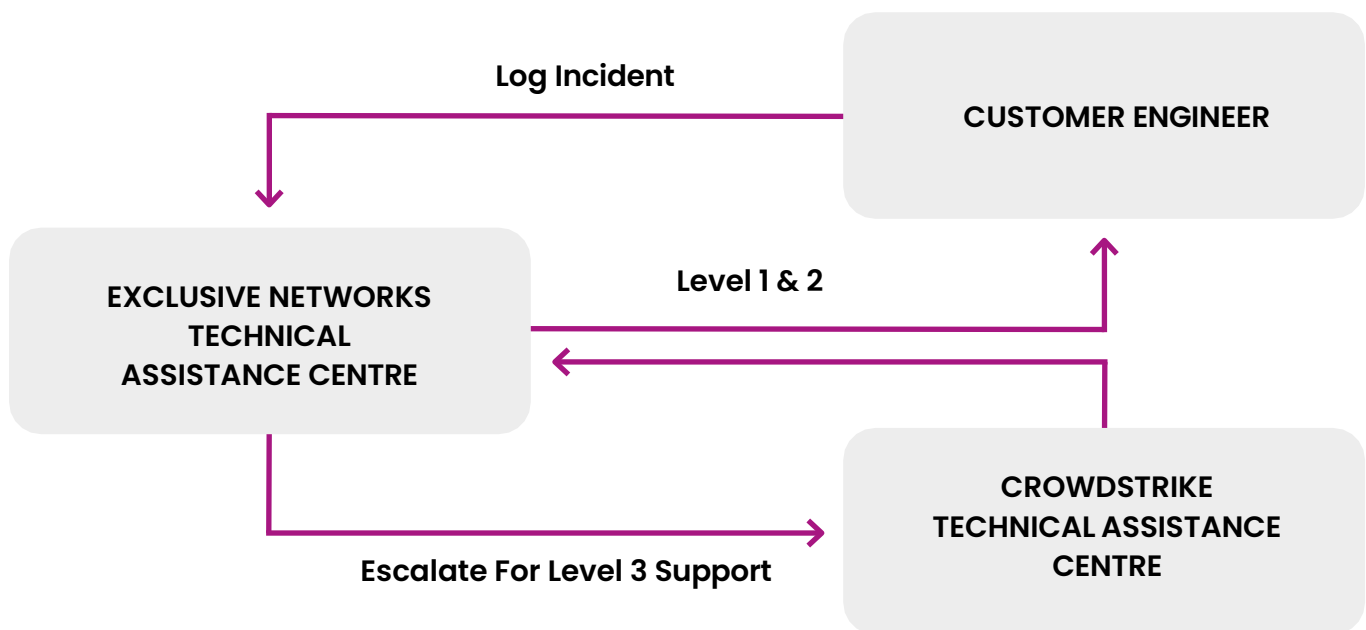 Log Incident
CUSTOMER ENGINEER
EXCLUSIVE NETWORKS
TECHNICAL
ASSISTANCE CENTRE
Level 1 & 2
CROWDSTRIKE
TECHNICAL ASSISTANCE
CENTRE
Escalate For Level 3 Support